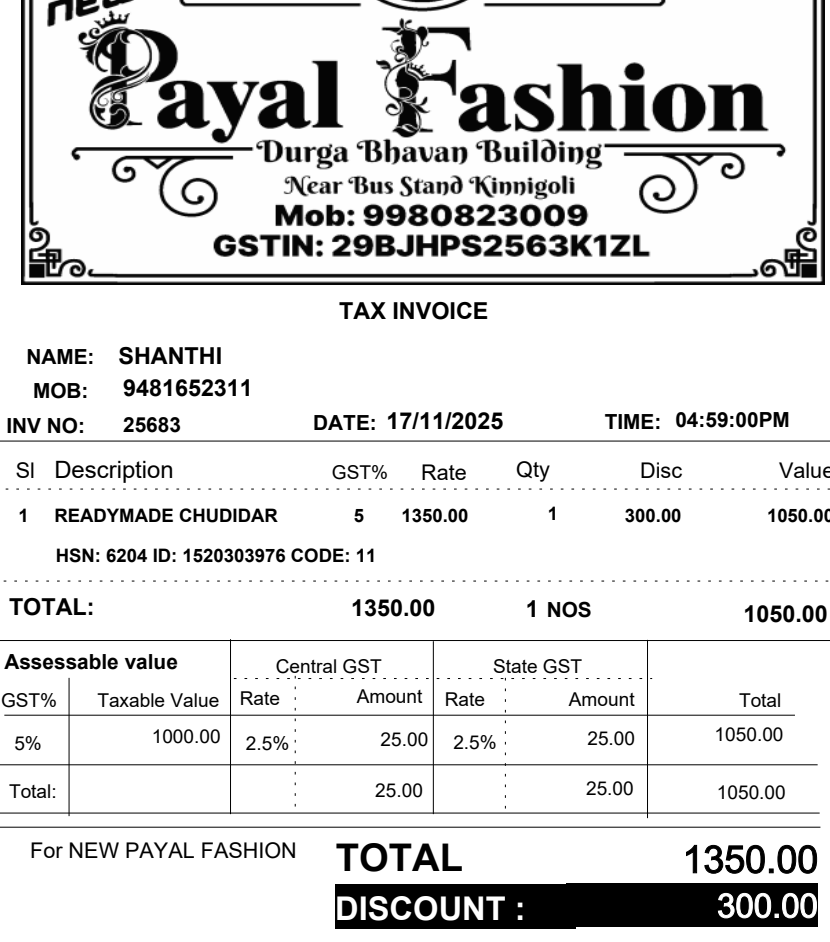 new
Payal Fashion
Durga Bhavan Building
Near Bus Stand Kinnigoli
Mob: 9980823009
GSTIN: 29BJHPS2563K1ZL
TAX INVOICE
NAME: SHANTHI
MOB: 9481652311
INV NO: 25683 DATE: 17/11/2025 TIME: 04:59:00PM
Sl Description GST% Rate Qty Disc Value
1 READYMADE CHUDIDAR 5 1350.00 1 300.00 1050.00
HSN: 6204 ID: 1520303976 CODE: 11
TOTAL: 1350.00 1 NOS 1050.00
Assessable value Central GST State GST
GST% Taxable Value Rate Amount Rate Amount Total
5% 1000.00 2.5% 25.00 2.5% 25.00 1050.00
Total: 25.00 25.00 1050.00
For NEW PAYAL FASHION TOTAL 1350.00
DISCOUNT : 300.00